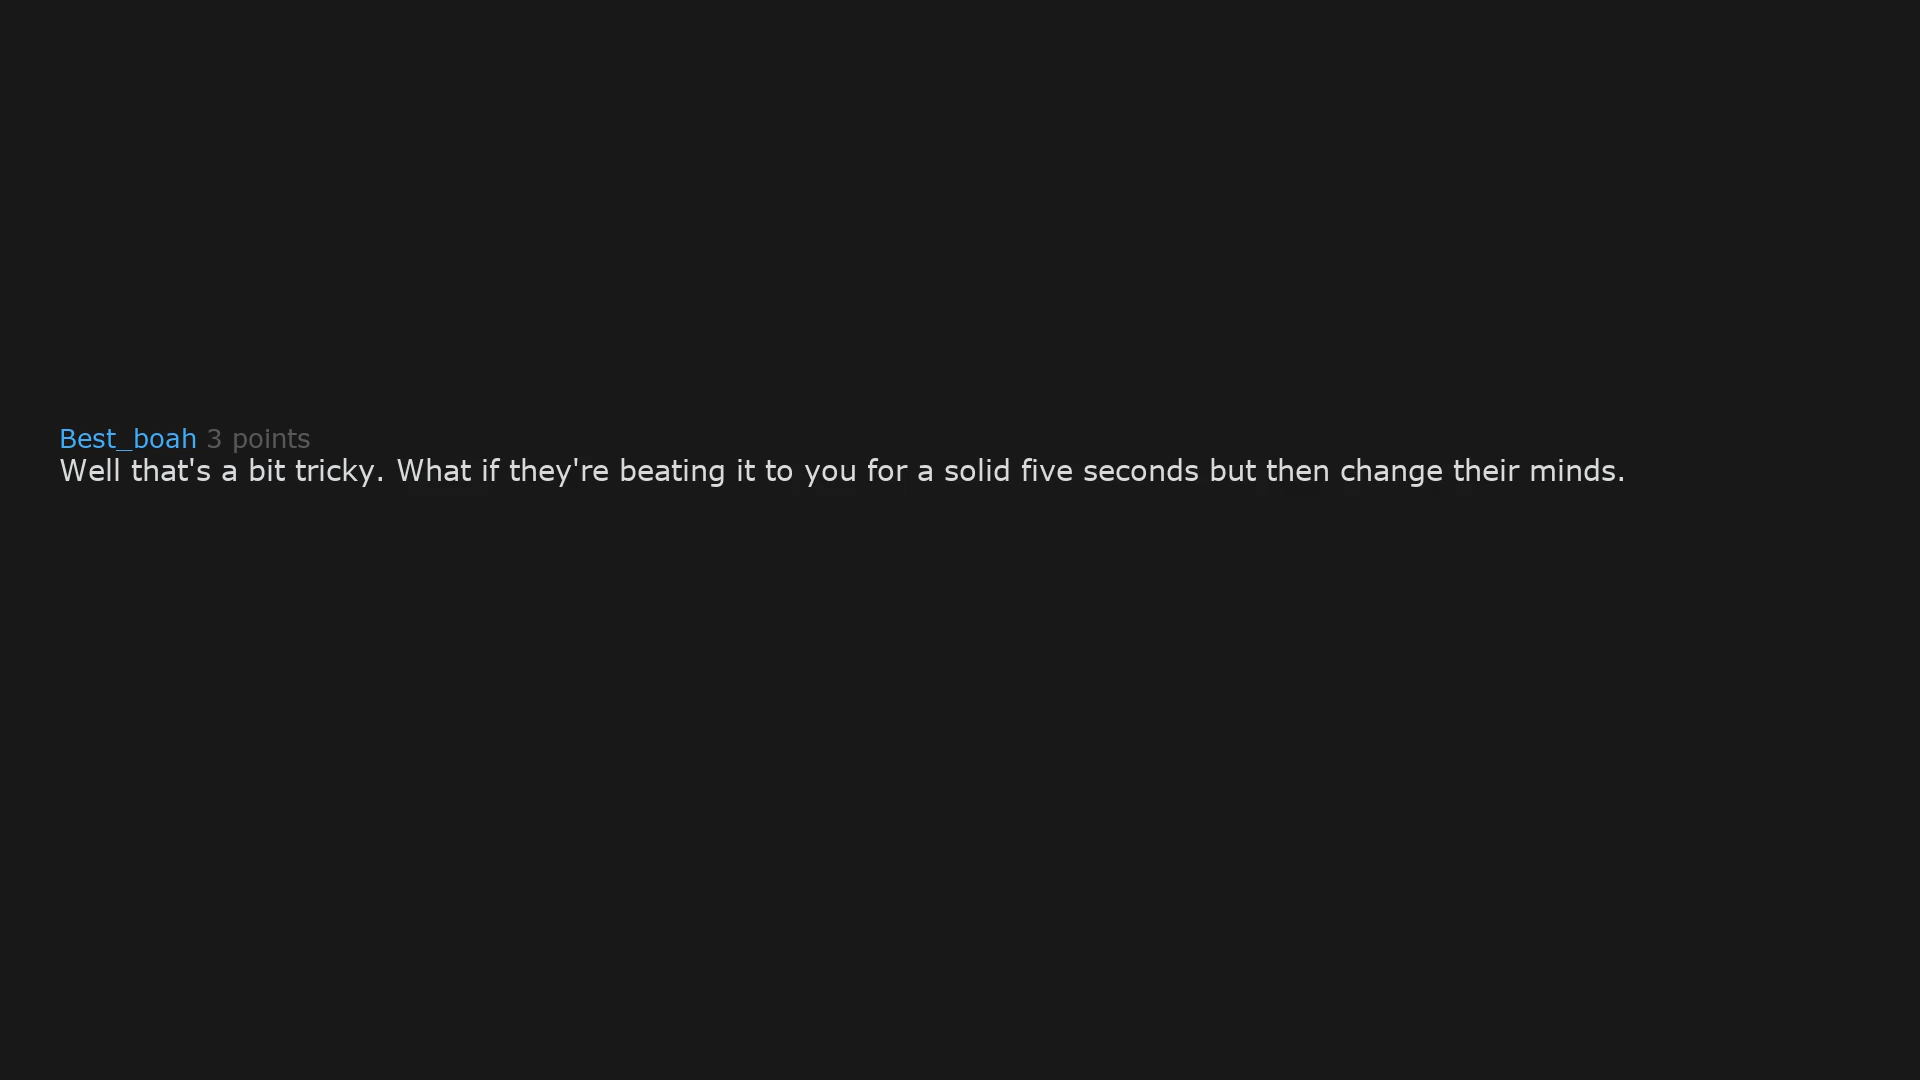 Best_boah 3 points
Well that's a bit tricky. What if they're beating it to you for a solid five seconds but then change their minds.